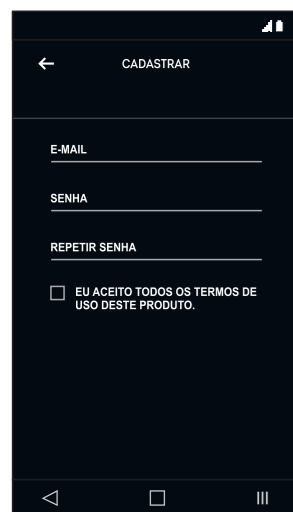 CADASTRAR
E-MAIL
SENHA
REPETIR SENHA
EU ACEITO TODOS OS TERMOS DE
USO DESTE PRODUTO.